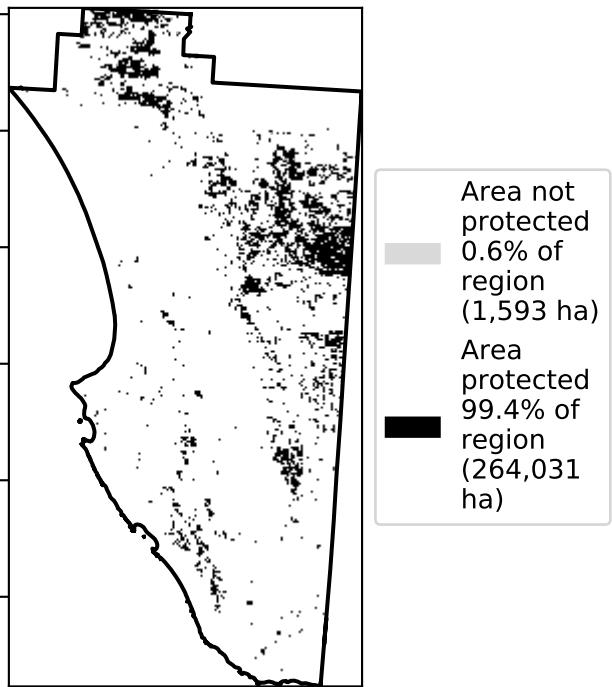 Area not
protected
0.6% of
region
(1,593 ha)
Area
protected
99.4% of
region
(264,031
ha)